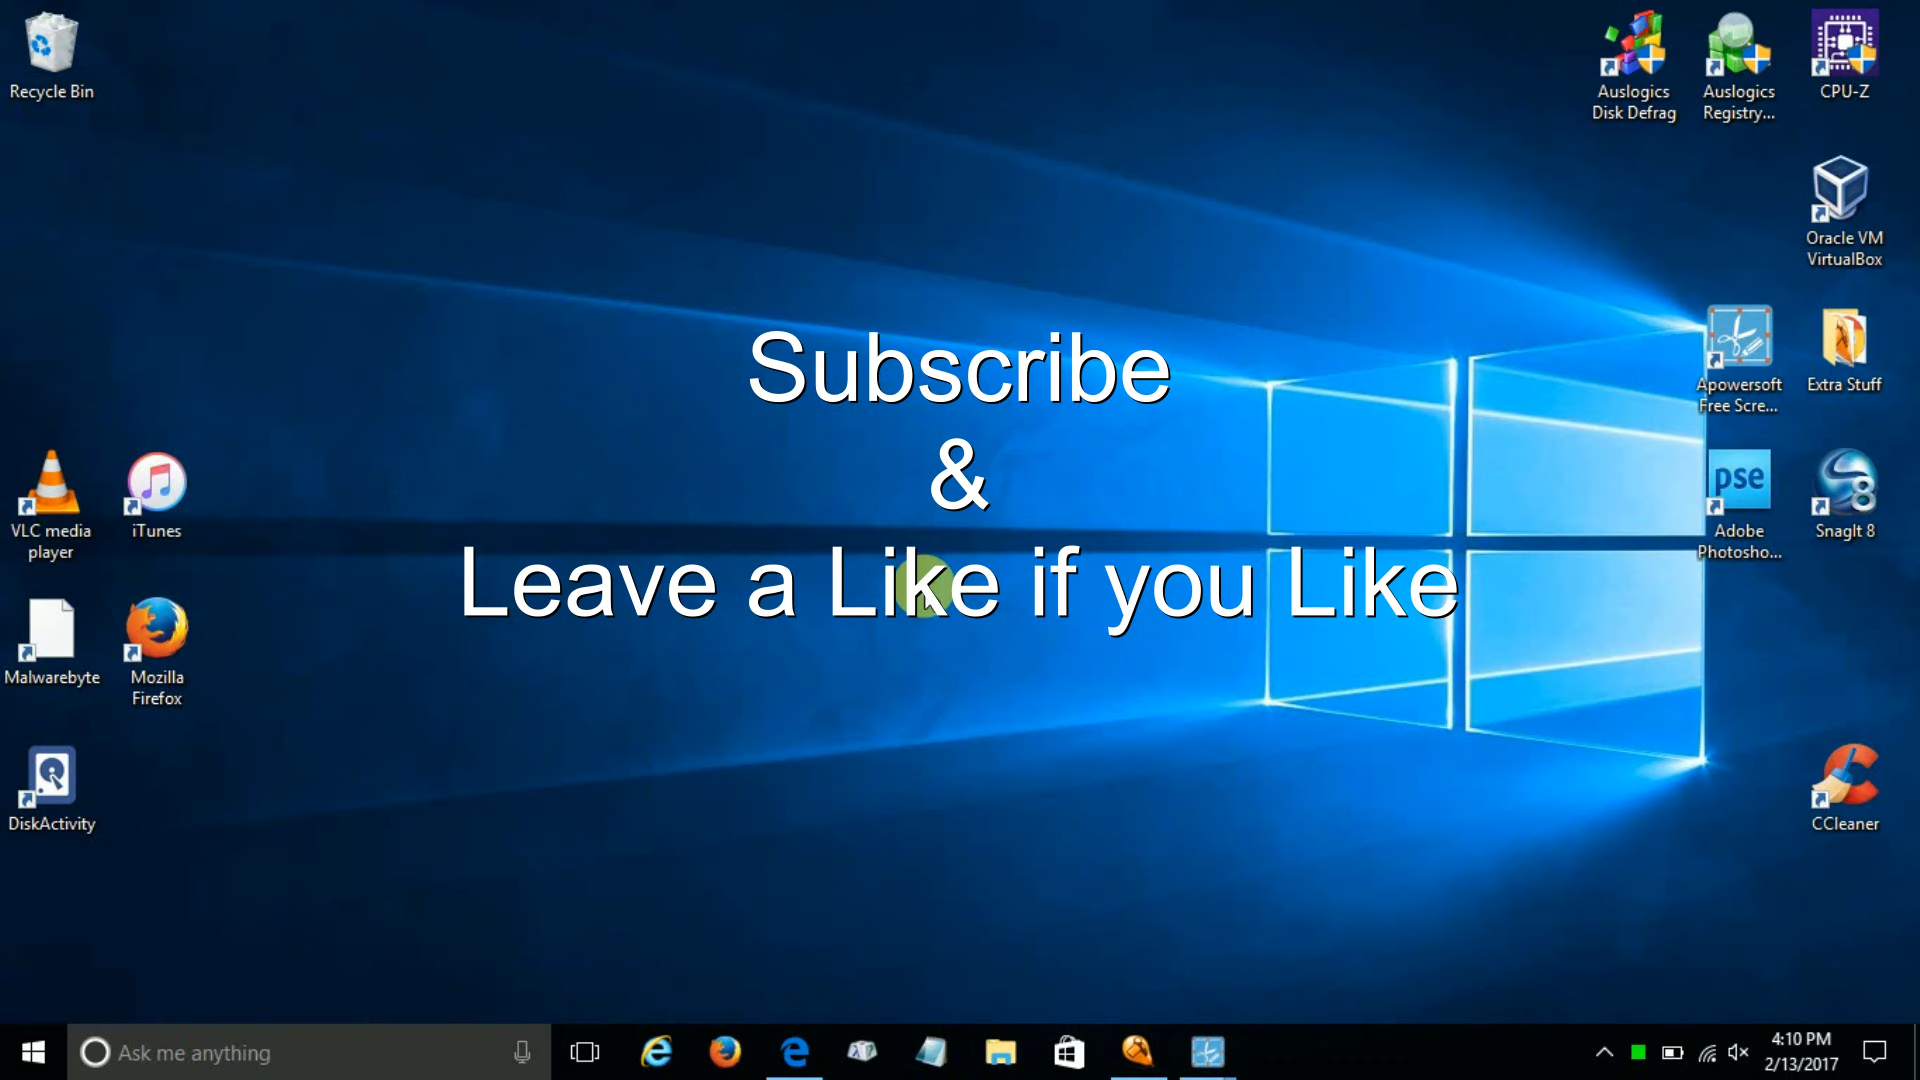 Recycle Bin
Auslogics
Disk Defrag
Auslogics
Registry...
CPU-Z
Oracle VM
VirtualBox
Apowersoft
Free Scre...
Extra Stuff
Subscribe
&
Leave a Like if you Like
VLC media
player
iTunes
pse
Adobe
Photosho...
8
SnagIt 8
Malwarebyte
Mozilla
Firefox
DiskActivity
CCleaner
Ask me anything
4:10 PM
2/13/2017